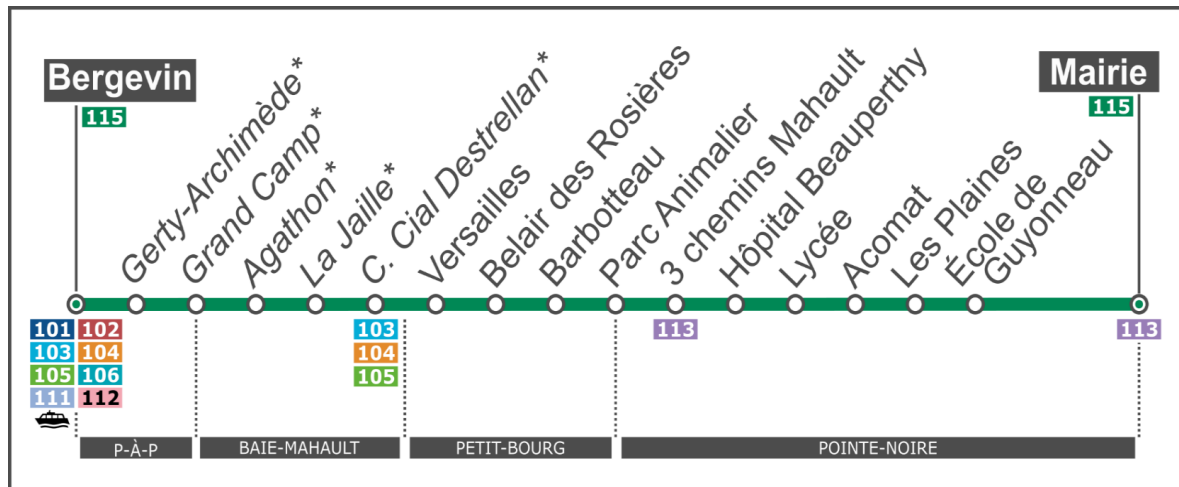 Bergevin
115
Gerty-Archimède*
Grand Camp*
Agathon*
La Jaille*
C. Cial Destrellan*
Versailles
Belair des Rosières
Barbotteau
Parc Animalier
3 chemins Mahault
Hôpital Beauperthy
Lycée
Acomat
Les Plaines
École de
Guyonneau
Mairie
115
101 102
103 104
105 106
111 112
103
104
105
113
113
P-À-P
BAIE-MAHAULT
PETIT-BOURG
POINTE-NOIRE